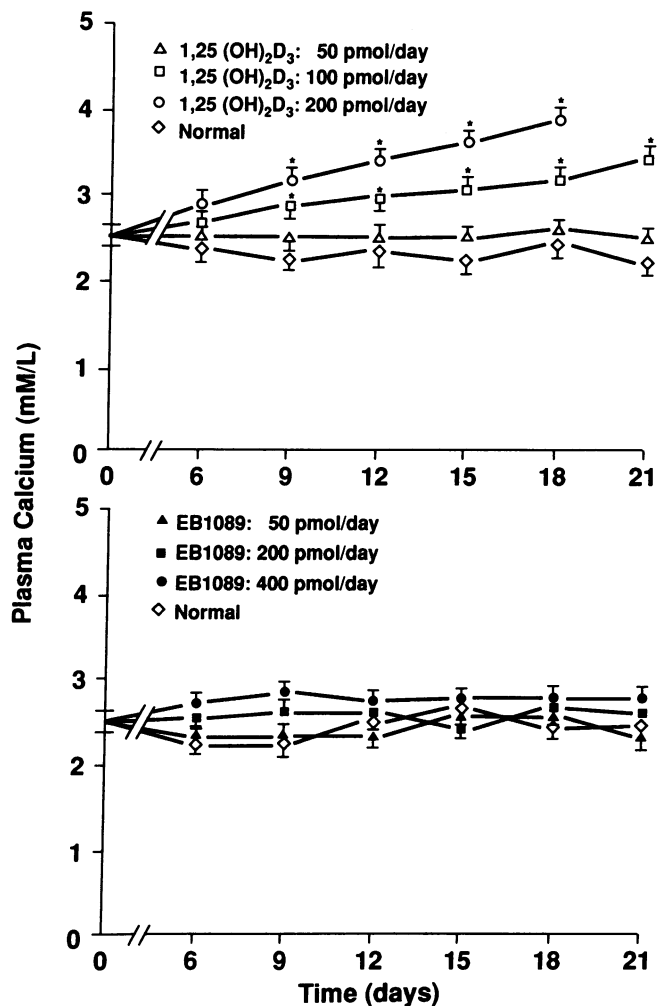 Plasma Calcium (mM/L)
5
4
3
2
1
0
△ 1,25 (OH)₂D₃: 50 pmol/day
□ 1,25 (OH)₂D₃: 100 pmol/day
○ 1,25 (OH)₂D₃: 200 pmol/day
◇ Normal
* * * * 
* * * * *
0 6 9 12 15 18 21
5
4
3
2
1
0
▲ EB1089: 50 pmol/day
■ EB1089: 200 pmol/day
● EB1089: 400 pmol/day
◇ Normal
0 6 9 12 15 18 21
Time (days)